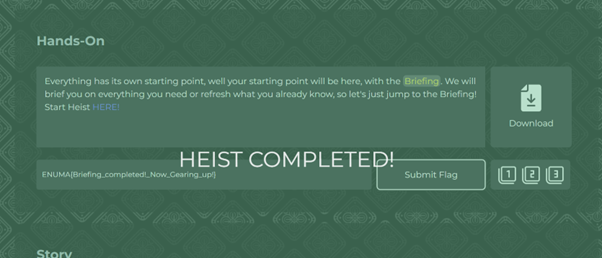 Hands-On
Everything has its own starting point, well your starting point will be here, with the Briefing. We will
brief you on everything you need or refresh what you already know, so let's just jump to the Briefing!
Start Heist HERE!
Download
HEIST COMPLETED!
ENUMA{Briefing_completed!_Now_Gearing_up!}
Submit Flag
1 2 3
Story